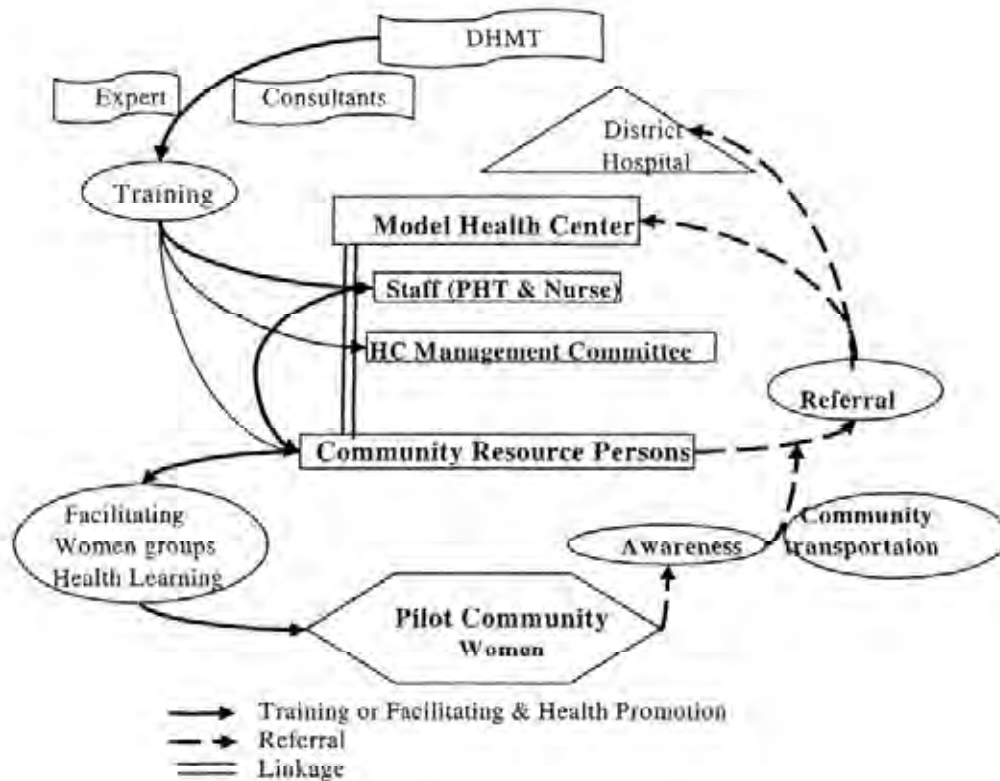 DHMT
Expert
Consultants
District
Hospital
Training
Model Health Center
Staff (PHT & Nurse)
HC Management Committee
Referral
Community Resource Persons
Facilitating
Women groups
Health Learning
Awareness
Community
transportaion
Pilot Community
Women
Training or Facilitating & Health Promotion
Referral
Linkage